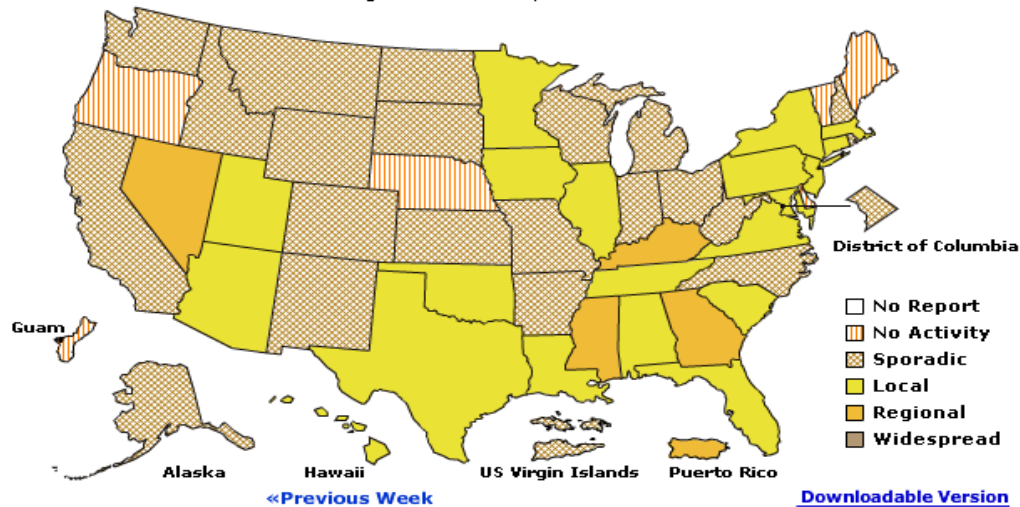 District of Columbia
No Report
Guam
No Activity
Sporadic
Local
Regional
Widespread
Alaska
Hawaii
US Virgin Islands
Puerto Rico
«Previous Week
Downloadable Version